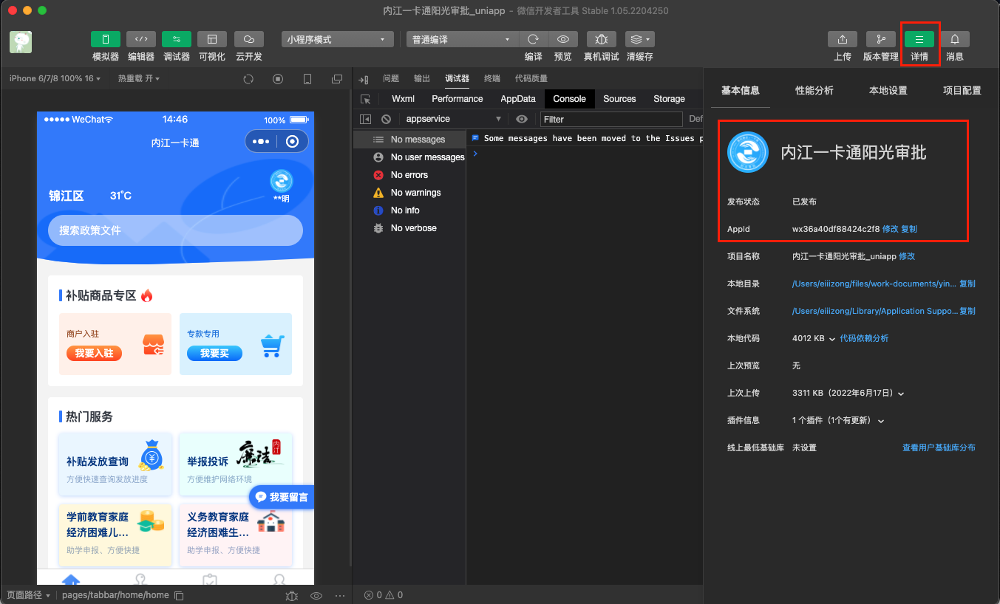 内江一卡通阳光审批_uniapp - 微信开发者工具 Stable 1.05.2204250
模拟器 编辑器 调试器 可视化 云开发
小程序模式 普通编译
编译 预览 真机调试 清缓存
上传 版本管理 详情 消息
iPhone 6/7/8 100% 16 热重载 开
WeChat 14:46 100%
内江一卡通
锦江区 31℃
**明
搜索政策文件
补贴商品专区
商户入驻
我要入驻
专款专用
我要买
热门服务
补贴发放查询
方便快速查询发放进度
廉洁
内江
举报投诉
方便维护网络环境
我要留言
学前教育家庭
经济困难儿...
助学申报、方便快捷
义务教育家庭
经济困难生...
助学申报、方便快捷
页面路径 pages/tabbar/home/home
问题 输出 调试器 终端 代码质量
Wxml Performance AppData Console Sources Storage
appservice Filter Def
No messages
No user messages
No errors
No warnings
No info
No verbose
Some messages have been moved to the Issues p
0 0
基本信息 性能分析 本地设置 项目配置
内江一卡通阳光审批
发布状态 已发布
AppId wx36a40df88424c2f8 修改 复制
项目名称 内江一卡通阳光审批_uniapp 修改
本地目录 /Users/eiiizong/files/work-documents/yin... 复制
文件系统 /Users/eiiizong/Library/Application Suppo... 复制
本地代码 4012 KB 代码依赖分析
上次预览 无
上次上传 3311 KB（2022年6月17日）
插件信息 1 个插件（1个有更新）
线上最低基础库 未设置 查看用户基础库分布